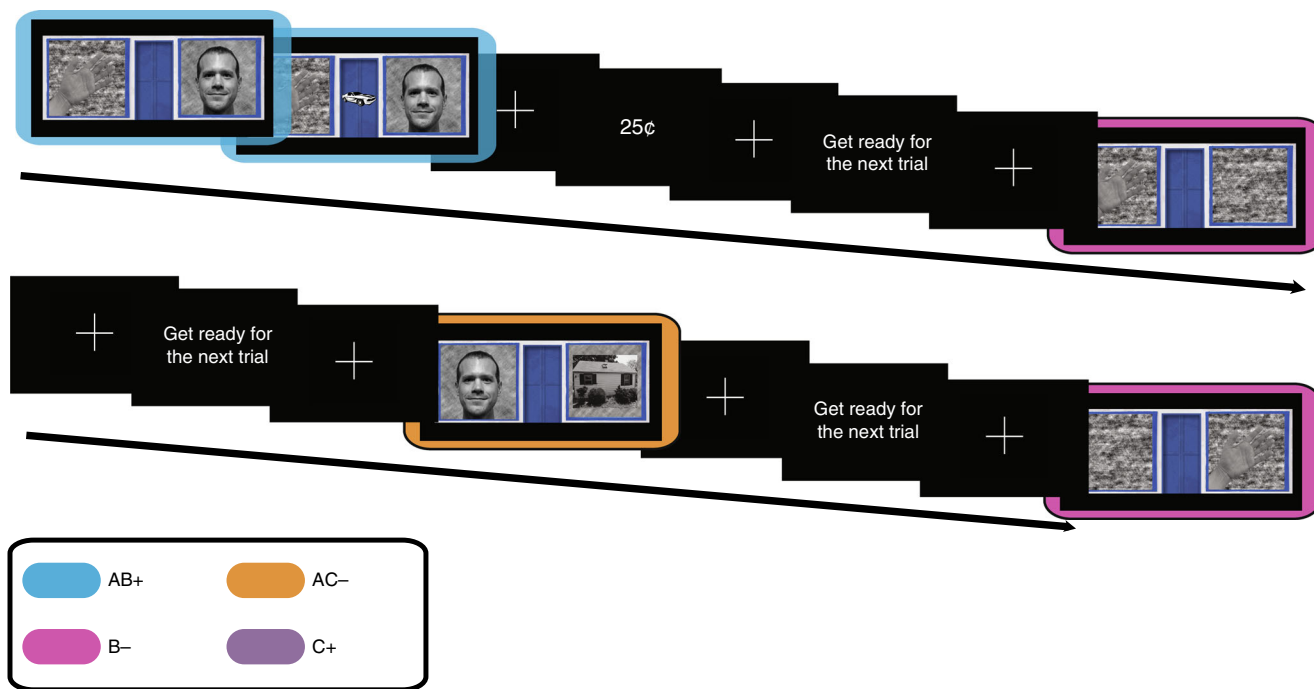 25¢
Get ready for
the next trial
Get ready for
the next trial
Get ready for
the next trial
AB+
AC–
B–
C+